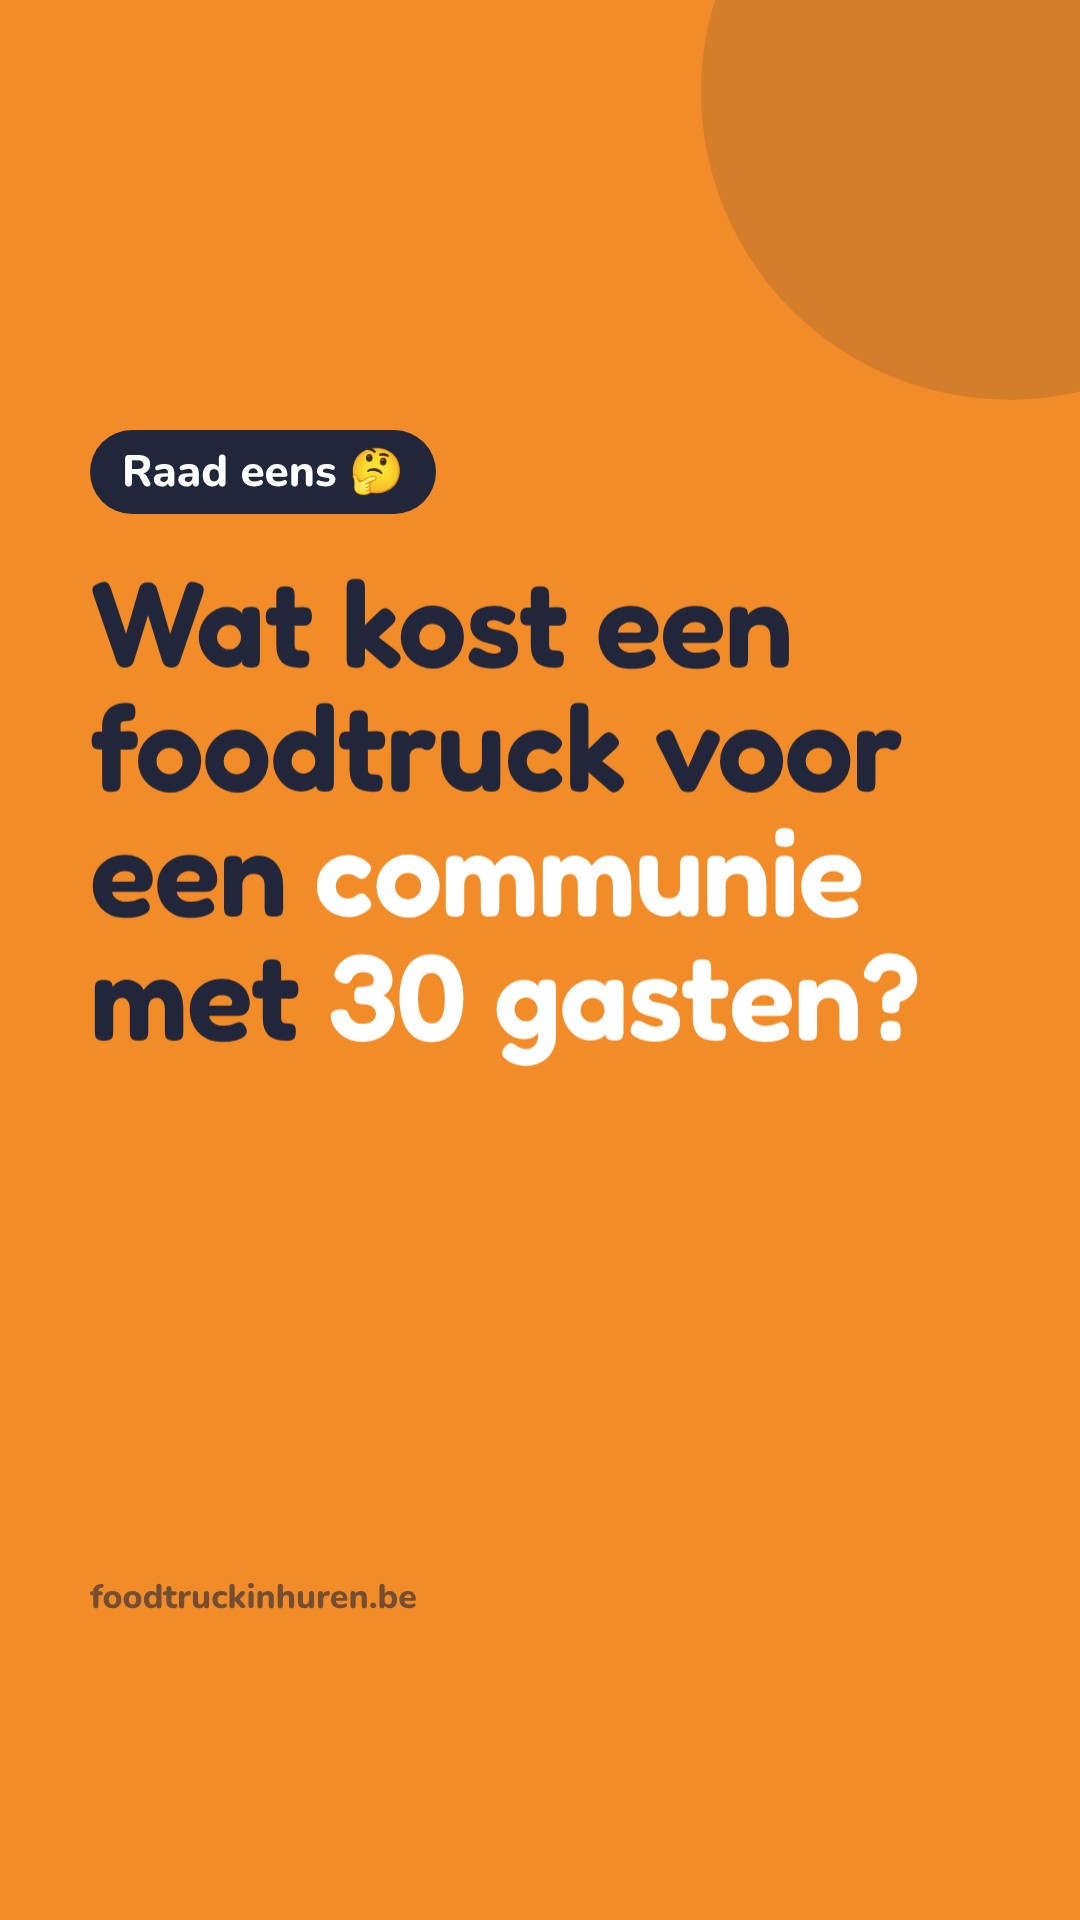 Raad eens 🤔
Wat kost een
foodtruck voor
een communie
met 30 gasten?
foodtruckinhuren.be